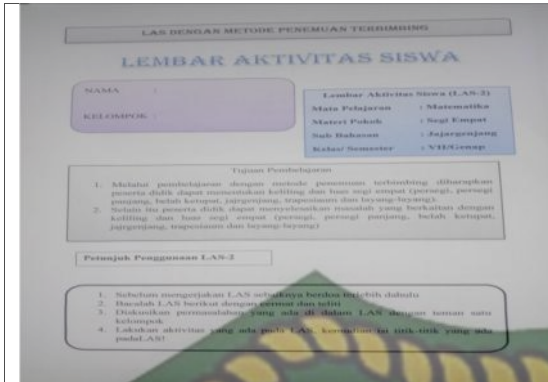 LAS DENGAN METODE PENEMUAN TERBIMBING
LEMBAR AKTIVITAS SISWA
NAMA :
KELOMPOK :
Lembar Aktivitas Siswa (LAS-2)
Mata Pelajaran : Matematika
Materi Pokok : Segi Empat
Sub Bahasan : Jajargenjang
Kelas/ Semester : VII/Genap
Tujuan Pembelajaran
1. Melalui pembelajaran dengan metode penemuan terbimbing diharapkan
peserta didik dapat menentukan keliling dan luas segi empat (persegi, persegi
panjang, belah ketupat, jajrgenjang, trapesium dan layang-layang).
2. Selain itu peserta didik dapat menyelesaikan masalah yang berkaitan dengan
keliling dan luas segi empat (persegi, persegi panjang, belah ketupat,
jajrgenjang, trapesium dan layang-layang)
Petunjuk Penggunaan LAS-2
1. Sebelum mengerjakan LAS sebaiknya berdoa terlebih dahulu
2. Bacalah LAS berikut dengan cermat dan teliti
3. Diskusikan permasalahan yang ada di dalam LAS dengan teman satu
kelompok
4. Lakukan aktivitas yang ada pada LAS, kemudian isi titik-titik yang ada
padaLAS!